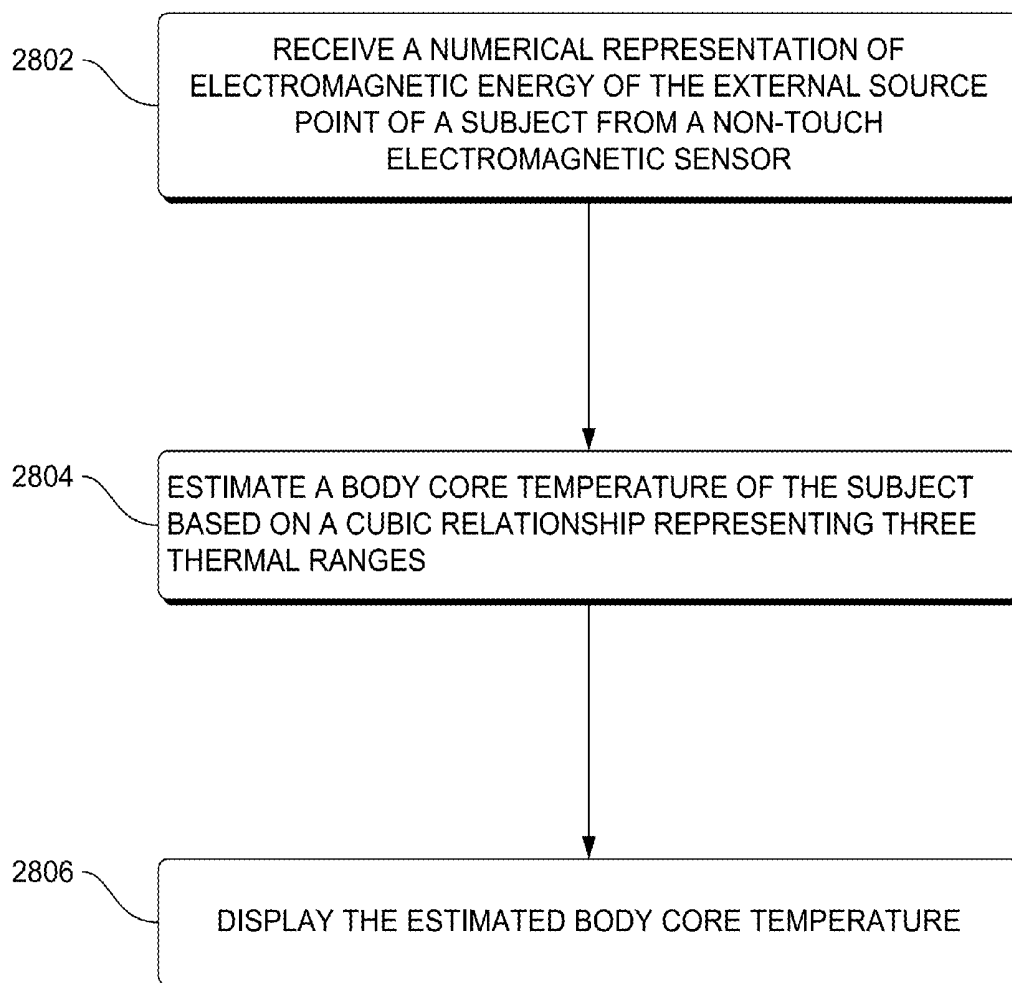 2802
RECEIVE A NUMERICAL REPRESENTATION OF
ELECTROMAGNETIC ENERGY OF THE EXTERNAL SOURCE
POINT OF A SUBJECT FROM A NON-TOUCH
ELECTROMAGNETIC SENSOR
2804
ESTIMATE A BODY CORE TEMPERATURE OF THE SUBJECT
BASED ON A CUBIC RELATIONSHIP REPRESENTING THREE
THERMAL RANGES
2806
DISPLAY THE ESTIMATED BODY CORE TEMPERATURE